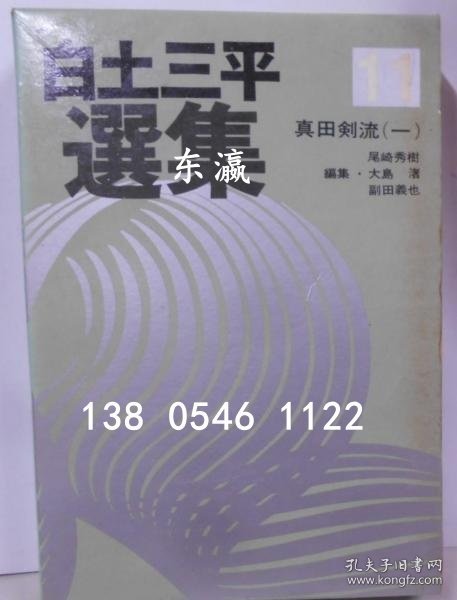 白土三平
選集
11
真田剣流(一)
尾崎秀樹
編集・大島渚
副田義也
东瀛
138 0546 1122
孔夫子旧书网
www.kongfz.com